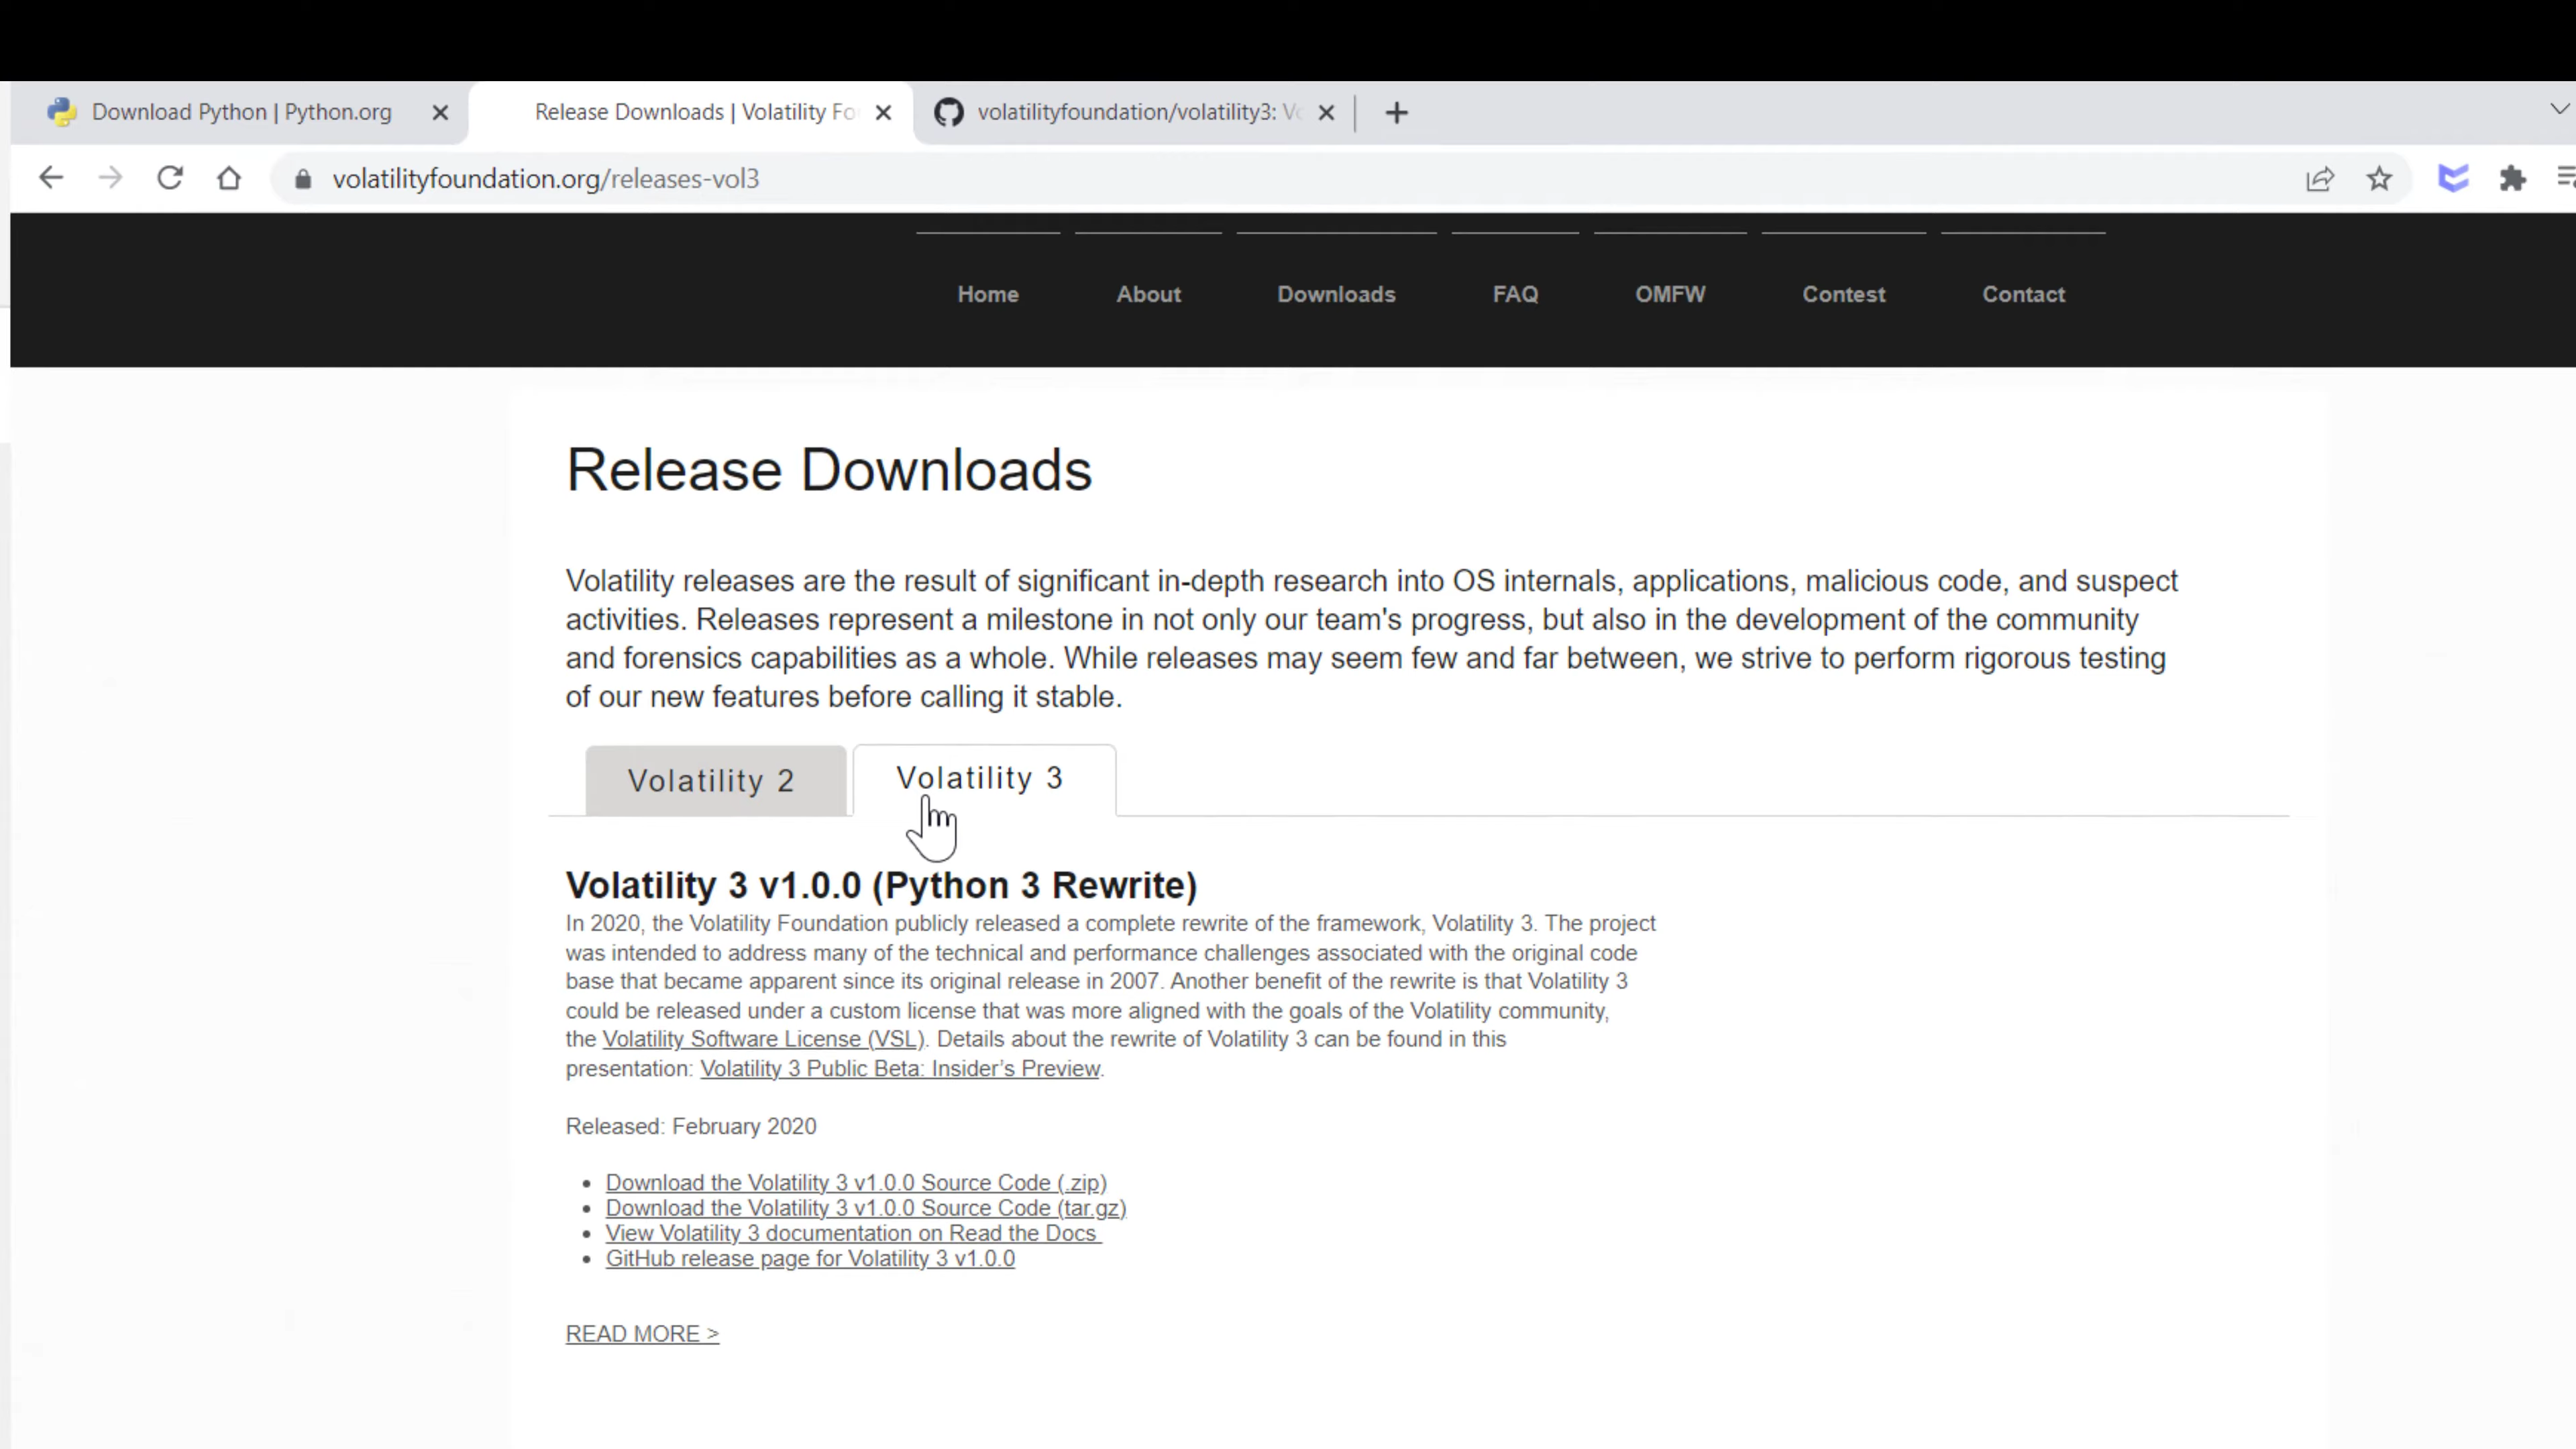 Download Python | Python.org
Release Downloads | Volatility Fo
volatilityfoundation/volatility3: Vo
volatilityfoundation.org/releases-vol3
Home About Downloads FAQ OMFW Contest Contact
Release Downloads
Volatility releases are the result of significant in-depth research into OS internals, applications, malicious code, and suspect
activities. Releases represent a milestone in not only our team's progress, but also in the development of the community
and forensics capabilities as a whole. While releases may seem few and far between, we strive to perform rigorous testing
of our new features before calling it stable.
Volatility 2 Volatility 3
Volatility 3 v1.0.0 (Python 3 Rewrite)
In 2020, the Volatility Foundation publicly released a complete rewrite of the framework, Volatility 3. The project
was intended to address many of the technical and performance challenges associated with the original code
base that became apparent since its original release in 2007. Another benefit of the rewrite is that Volatility 3
could be released under a custom license that was more aligned with the goals of the Volatility community,
the Volatility Software License (VSL). Details about the rewrite of Volatility 3 can be found in this
presentation: Volatility 3 Public Beta: Insider’s Preview.
Released: February 2020
• Download the Volatility 3 v1.0.0 Source Code (.zip)
• Download the Volatility 3 v1.0.0 Source Code (tar.gz)
• View Volatility 3 documentation on Read the Docs
• GitHub release page for Volatility 3 v1.0.0
READ MORE >